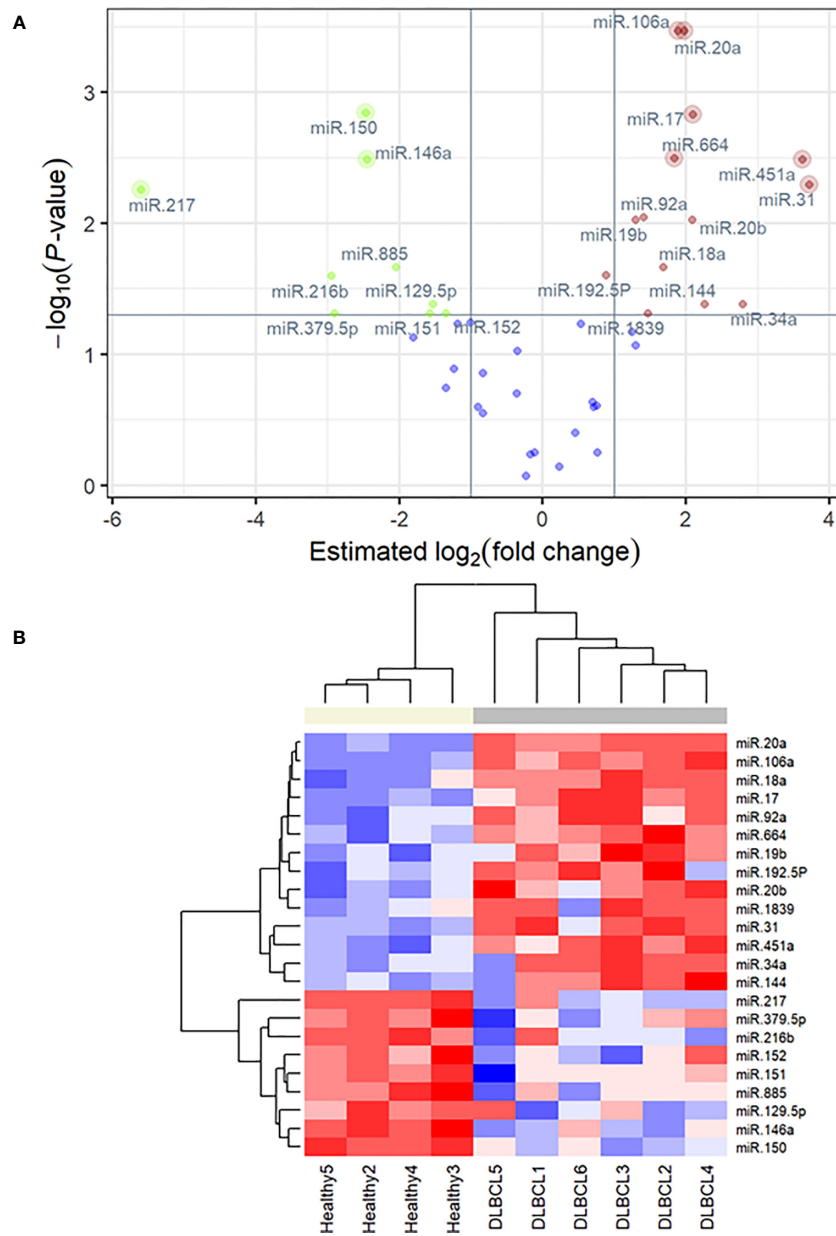 A
miR.106a
miR.20a
miR.17
miR.150
miR.664
miR.146a
miR.451a
miR.217
miR.31
miR.92a
miR.19b
miR.20b
miR.885
miR.18a
miR.216b
miR.129.5p
miR.192.5P
miR.144
miR.379.5p
miR.151
miR.152
miR.1839
miR.34a
3
2
1
0
−log10(P-value)
-6 -4 -2 0 2 4
Estimated log2(fold change)
B
miR.20a
miR.106a
miR.18a
miR.17
miR.92a
miR.664
miR.19b
miR.192.5P
miR.20b
miR.1839
miR.31
miR.451a
miR.34a
miR.144
miR.217
miR.379.5p
miR.216b
miR.152
miR.151
miR.885
miR.129.5p
miR.146a
miR.150
Healthy5
Healthy2
Healthy4
Healthy3
DLBCL5
DLBCL1
DLBCL6
DLBCL3
DLBCL2
DLBCL4